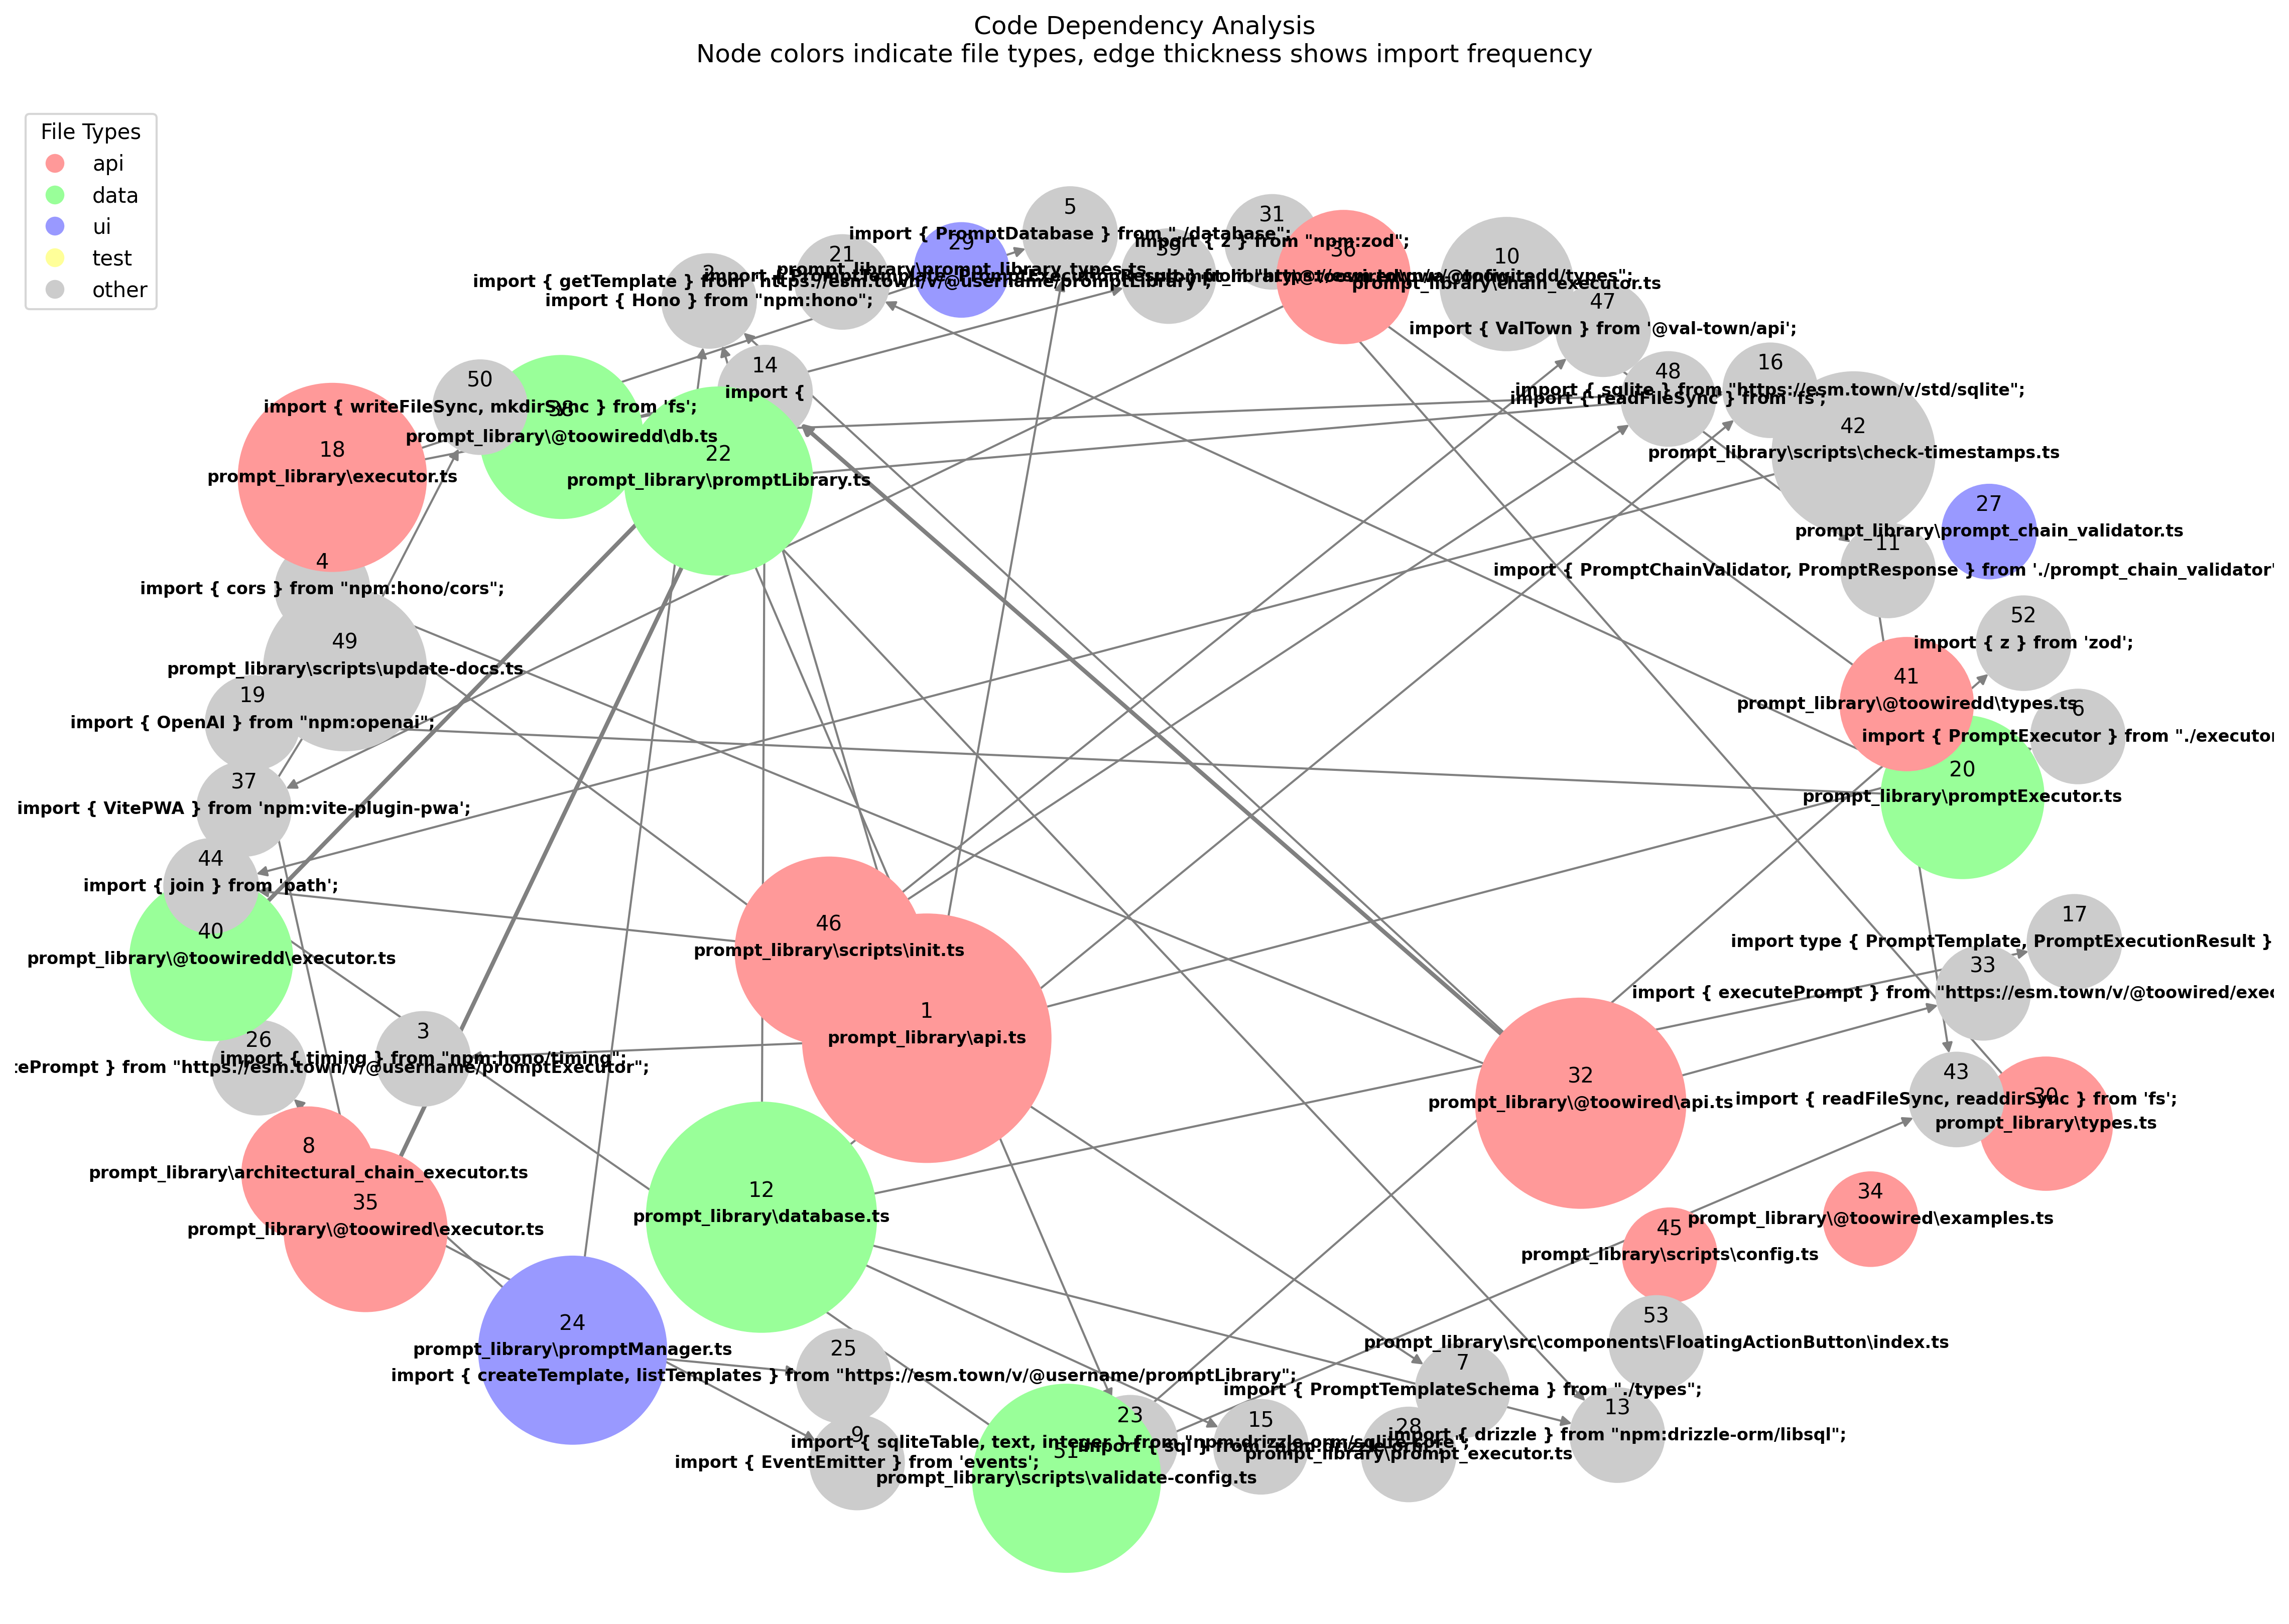 Code Dependency Analysis
Node colors indicate file types, edge thickness shows import frequency
File Types
api
data
ui
test
other
5
import { PromptDatabase } from "./database";
31
import { z } from "npm:zod";
29
prompt_library\prompt_library_types.ts
39
36
10
prompt_library\chain_executor.ts
21
2
import { getTemplate } from "https://esm.town/v/@username/promptLibrary";
import { Hono } from "npm:hono";
47
import { ValTown } from '@val-town/api';
14
import {
50
import { writeFileSync, mkdirSync } from 'fs';
38
prompt_library\@toowiredd\db.ts
48
import { readFileSync } from 'fs';
16
import { sqlite } from "https://esm.town/v/std/sqlite";
42
prompt_library\scripts\check-timestamps.ts
18
prompt_library\executor.ts
22
prompt_library\promptLibrary.ts
27
prompt_library\prompt_chain_validator.ts
11
import { PromptChainValidator, PromptResponse } from './prompt_chain_validator'
4
import { cors } from "npm:hono/cors";
52
import { z } from 'zod';
49
prompt_library\scripts\update-docs.ts
41
prompt_library\@toowiredd\types.ts
19
import { OpenAI } from "npm:openai";
6
import { PromptExecutor } from "./executor
20
prompt_library\promptExecutor.ts
37
import { VitePWA } from 'npm:vite-plugin-pwa';
44
import { join } from 'path';
40
prompt_library\@toowiredd\executor.ts
46
prompt_library\scripts\init.ts
17
import type { PromptTemplate, PromptExecutionResult }
33
import { executePrompt } from "https://esm.town/v/@toowired/exec
1
prompt_library\api.ts
3
import { timing } from "npm:hono/timing";
26
tePrompt } from "https://esm.town/v/@username/promptExecutor";
32
prompt_library\@toowired\api.ts
43
import { readFileSync, readdirSync } from 'fs';
30
prompt_library\types.ts
8
prompt_library\architectural_chain_executor.ts
35
prompt_library\@toowired\executor.ts
12
prompt_library\database.ts
34
prompt_library\@toowired\examples.ts
45
prompt_library\scripts\config.ts
53
prompt_library\src\components\FloatingActionButton\index.ts
24
prompt_library\promptManager.ts
25
import { createTemplate, listTemplates } from "https://esm.town/v/@username/promptLibrary";
7
import { PromptTemplateSchema } from "./types";
13
import { drizzle } from "npm:drizzle-orm/libsql";
23
import { sqliteTable, text, integer } from "npm:drizzle-orm/sqlite-core";
15
import { sql } from "npm:drizzle-orm";
28
prompt_library\prompt_executor.ts
9
import { EventEmitter } from 'events';
51
prompt_library\scripts\validate-config.ts